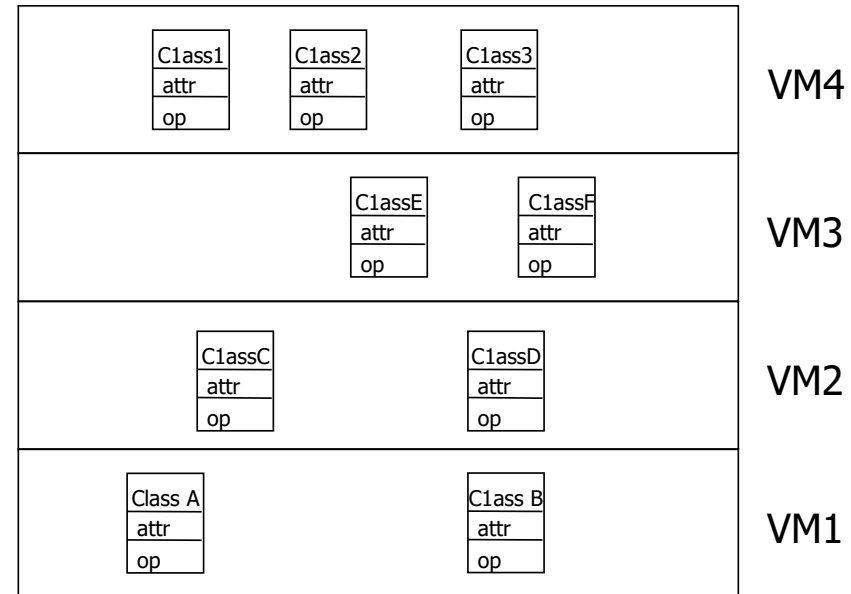 C1ass1 C1ass2 C1ass3
attr attr attr
op op op
VM4
C1assE C1assF
attr attr
op op
VM3
C1assC C1assD
attr attr
op op
VM2
Class A C1ass B
attr attr
op op
VM1